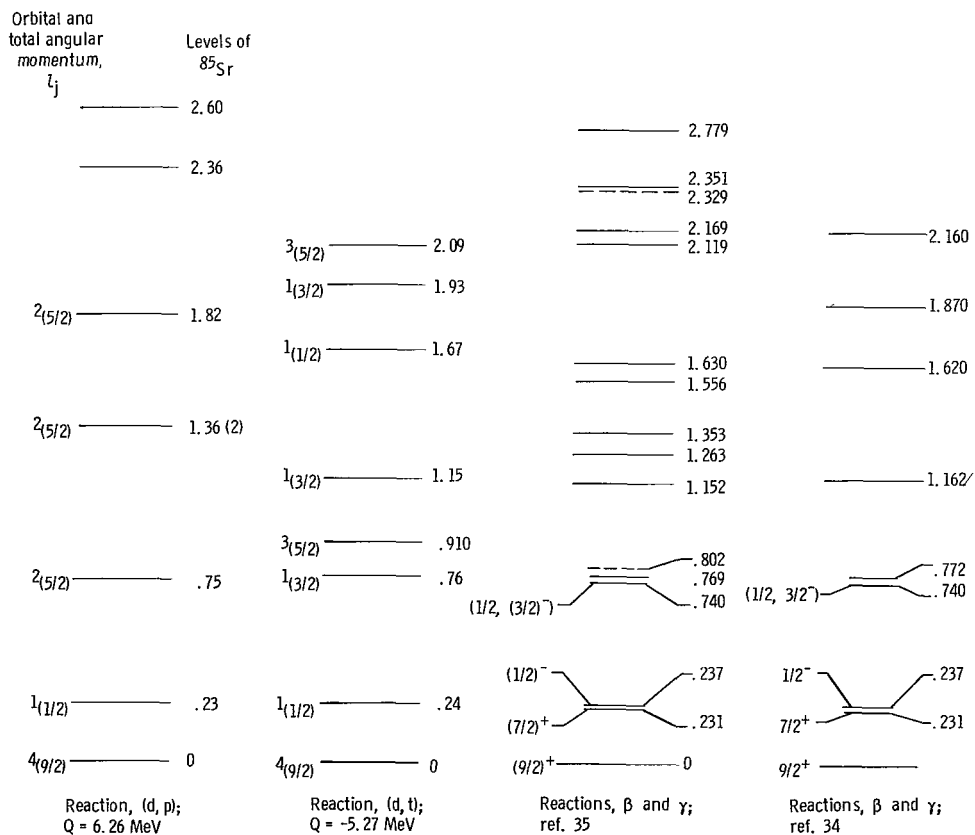 Orbital and
total angular
momentum,
lj
Levels of
85Sr
2.60
2.36
2(5/2) 1.82
2(5/2) 1.36 (2)
2(5/2) .75
1(1/2) .23
4(9/2) 0
Reaction, (d, p);
Q = 6.26 MeV
3(5/2) 2.09
1(3/2) 1.93
1(1/2) 1.67
1(3/2) 1.15
3(5/2) .910
1(3/2) .76
1(1/2) .24
4(9/2) 0
Reaction, (d, t);
Q = -5.27 MeV
2.779
2.351
2.329
2.169
2.119
1.630
1.556
1.353
1.263
1.152
.802
.769
(1/2, (3/2)-) .740
(1/2)- .237
(7/2)+ .231
(9/2)+ 0
Reactions, β and γ;
ref. 35
2.160
1.870
1.620
1.162
.772
(1/2, 3/2-) .740
1/2- .237
7/2+ .231
9/2+
Reactions, β and γ;
ref. 34